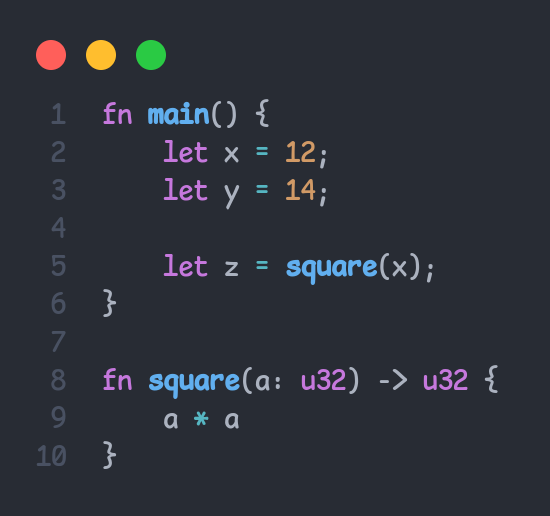 1 fn main() {
2     let x = 12;
3     let y = 14;
4
5     let z = square(x);
6 }
7
8 fn square(a: u32) -> u32 {
9     a * a
10 }